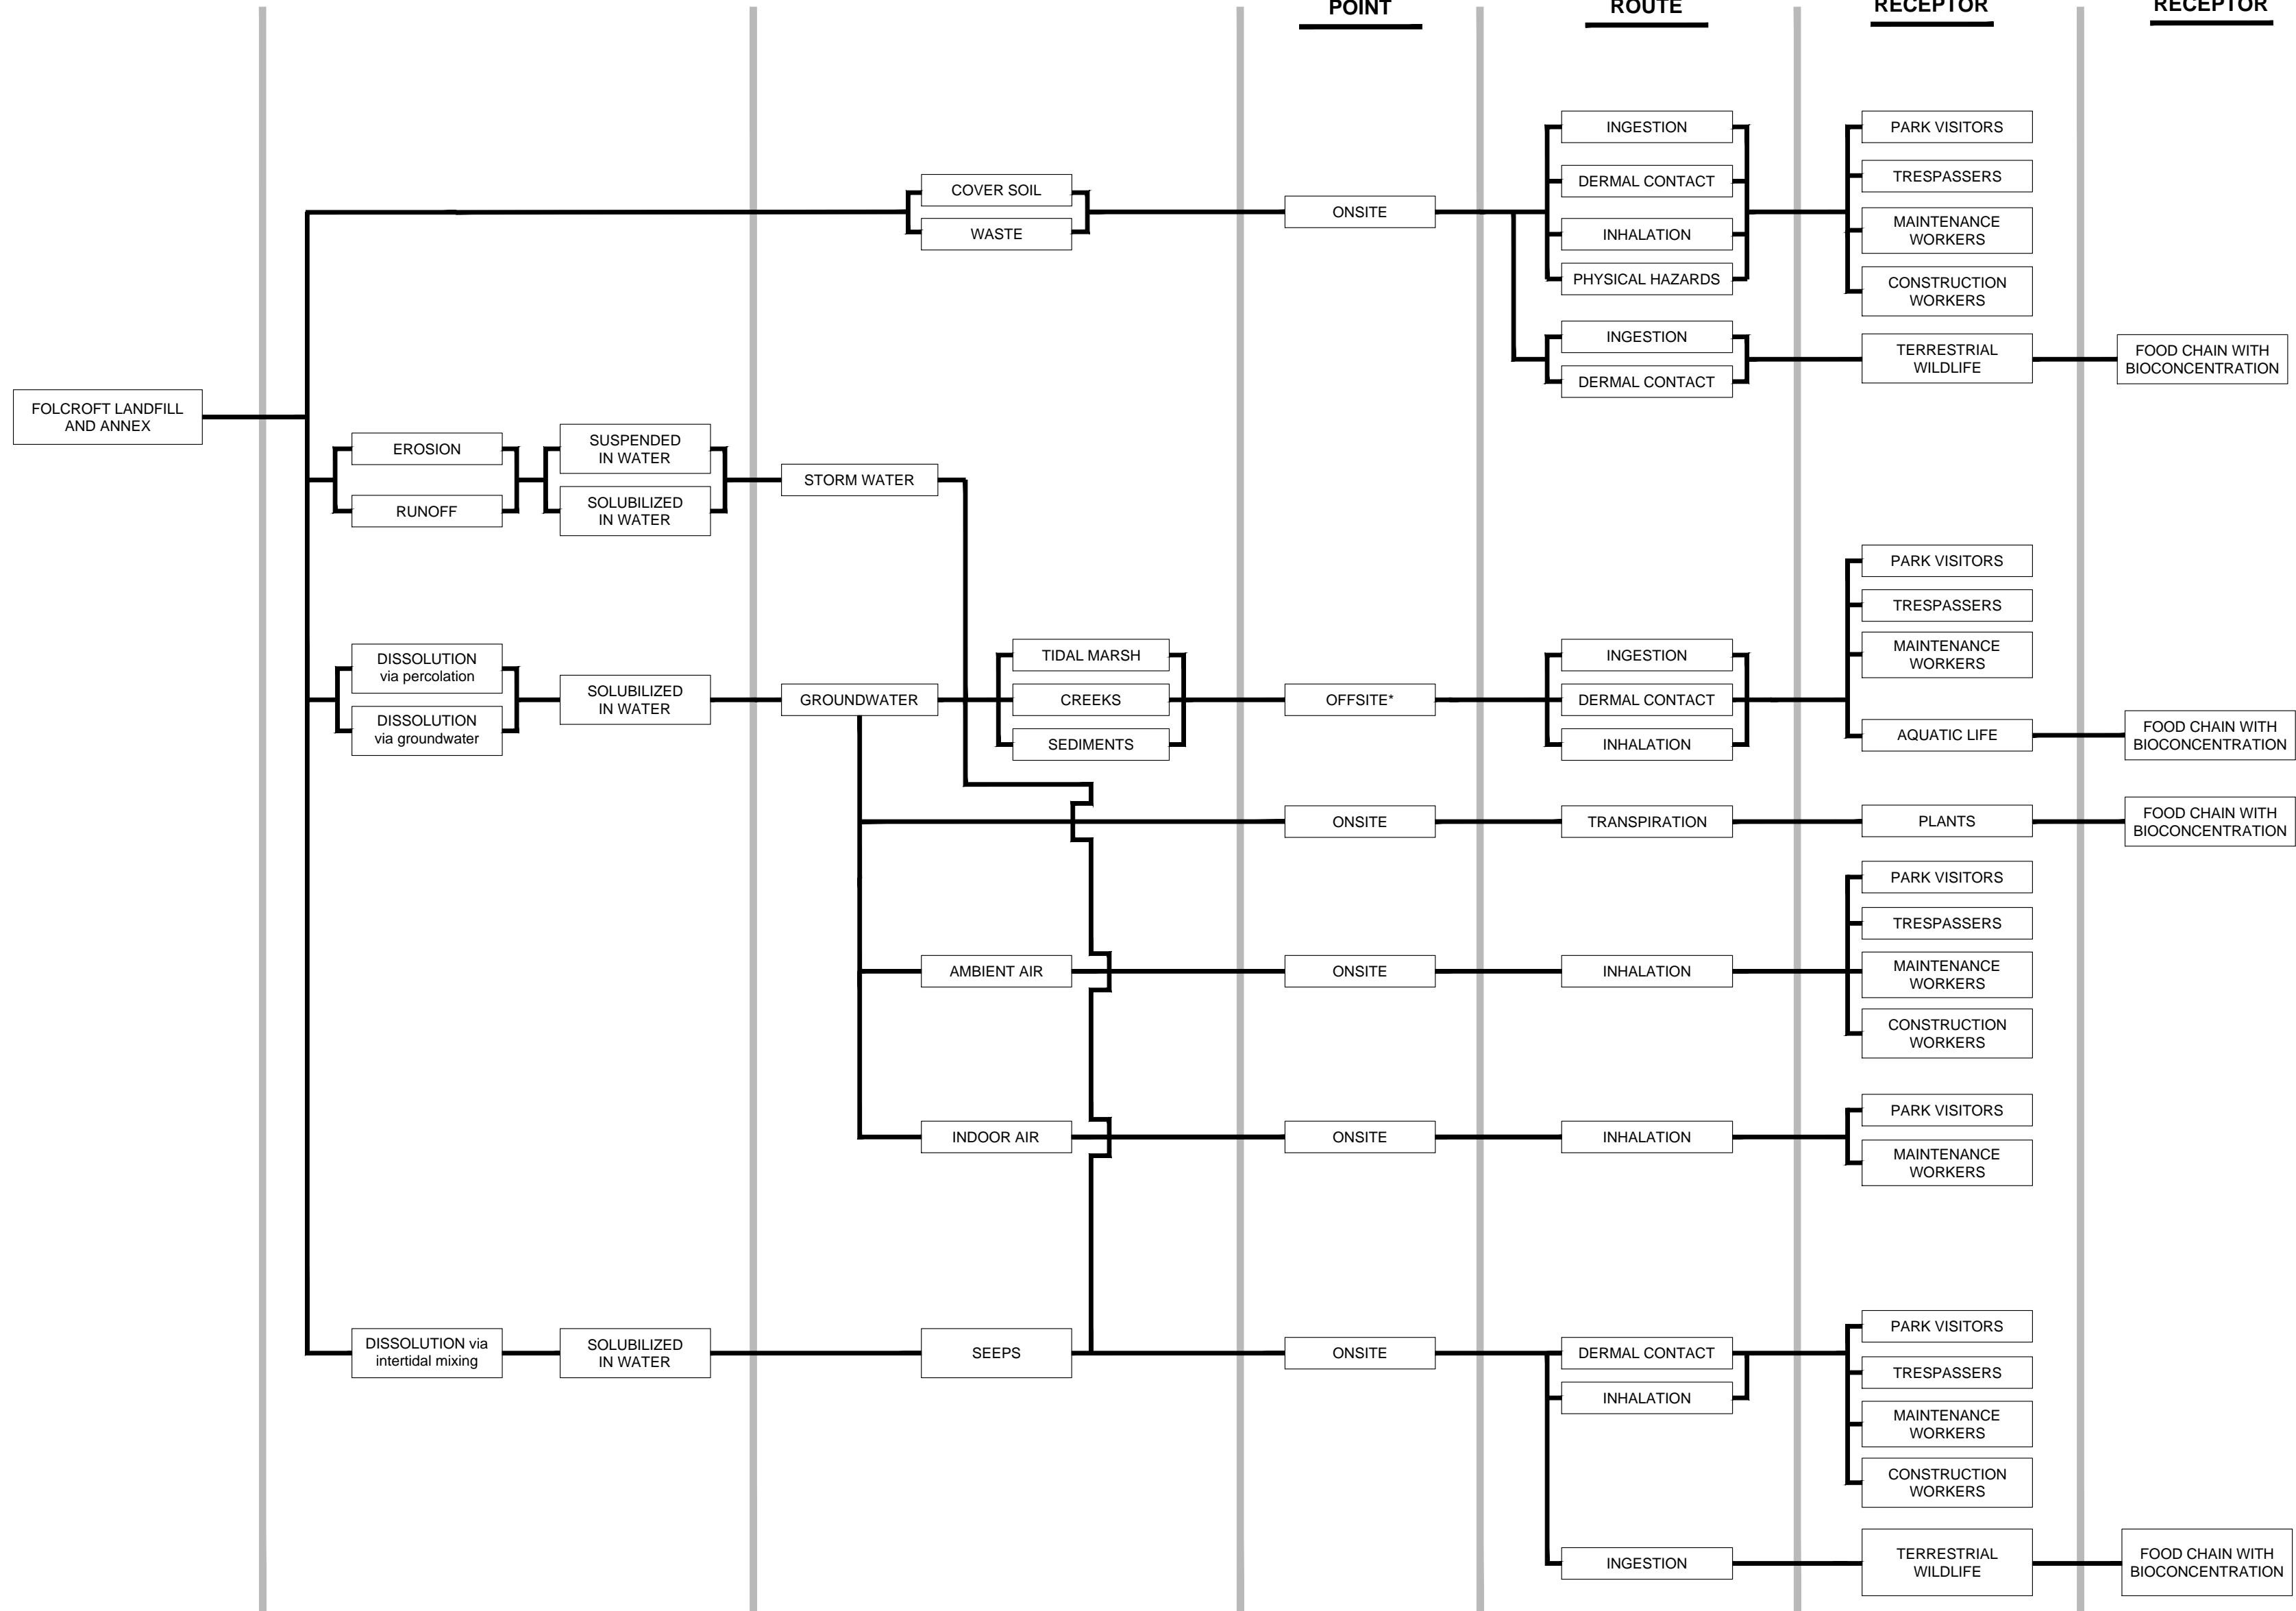 POINT
ROUTE
RECEPTOR
RECEPTOR
INGESTION
PARK VISITORS
DERMAL CONTACT
TRESPASSERS
COVER SOIL
ONSITE
WASTE
INHALATION
MAINTENANCE
WORKERS
PHYSICAL HAZARDS
CONSTRUCTION
WORKERS
INGESTION
TERRESTRIAL
WILDLIFE
FOOD CHAIN WITH
BIOCONCENTRATION
DERMAL CONTACT
FOLCROFT LANDFILL
AND ANNEX
EROSION
SUSPENDED
IN WATER
STORM WATER
RUNOFF
SOLUBILIZED
IN WATER
PARK VISITORS
TRESPASSERS
DISSOLUTION
via percolation
TIDAL MARSH
INGESTION
MAINTENANCE
WORKERS
SOLUBILIZED
IN WATER
GROUNDWATER
CREEKS
OFFSITE*
DERMAL CONTACT
DISSOLUTION
via groundwater
SEDIMENTS
INHALATION
AQUATIC LIFE
FOOD CHAIN WITH
BIOCONCENTRATION
ONSITE
TRANSPIRATION
PLANTS
FOOD CHAIN WITH
BIOCONCENTRATION
PARK VISITORS
TRESPASSERS
AMBIENT AIR
ONSITE
INHALATION
MAINTENANCE
WORKERS
CONSTRUCTION
WORKERS
PARK VISITORS
INDOOR AIR
ONSITE
INHALATION
MAINTENANCE
WORKERS
PARK VISITORS
DISSOLUTION via
intertidal mixing
SOLUBILIZED
IN WATER
SEEPS
ONSITE
DERMAL CONTACT
TRESPASSERS
INHALATION
MAINTENANCE
WORKERS
CONSTRUCTION
WORKERS
INGESTION
TERRESTRIAL
WILDLIFE
FOOD CHAIN WITH
BIOCONCENTRATION